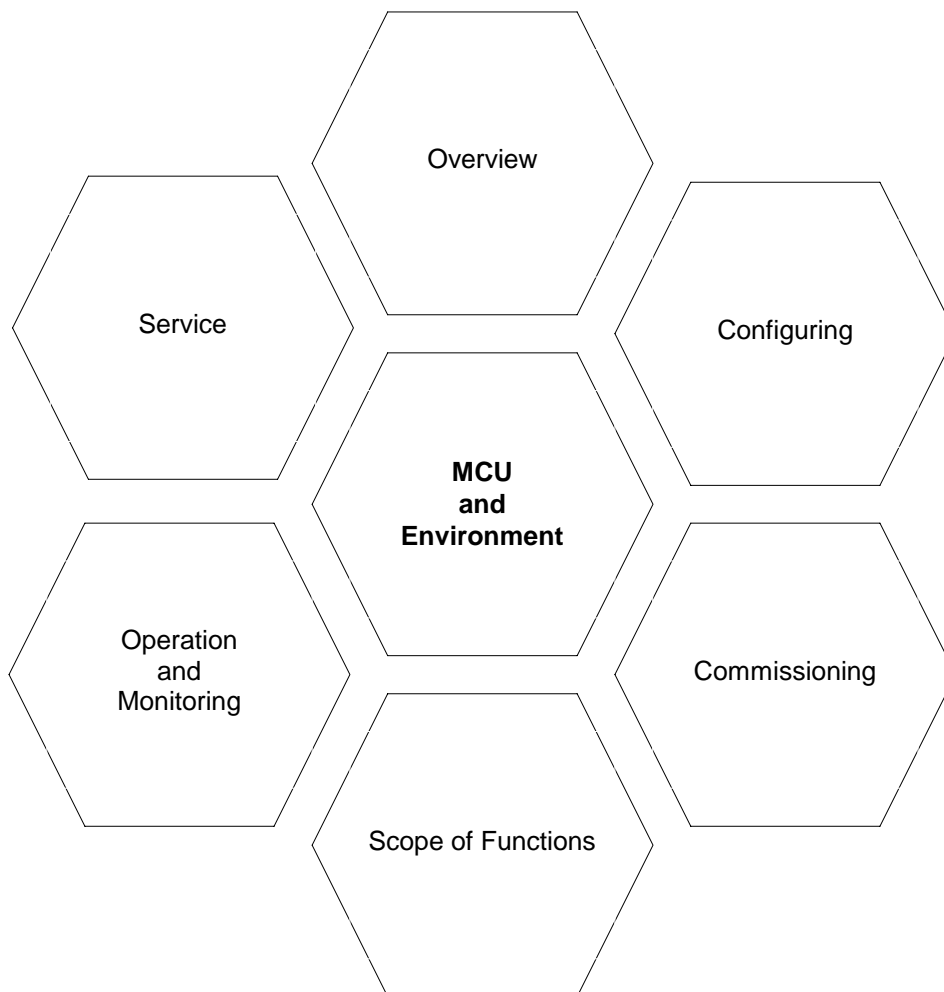 Overview
Service
Configuring
MCU
and
Environment
Operation
and
Monitoring
Commissioning
Scope of Functions